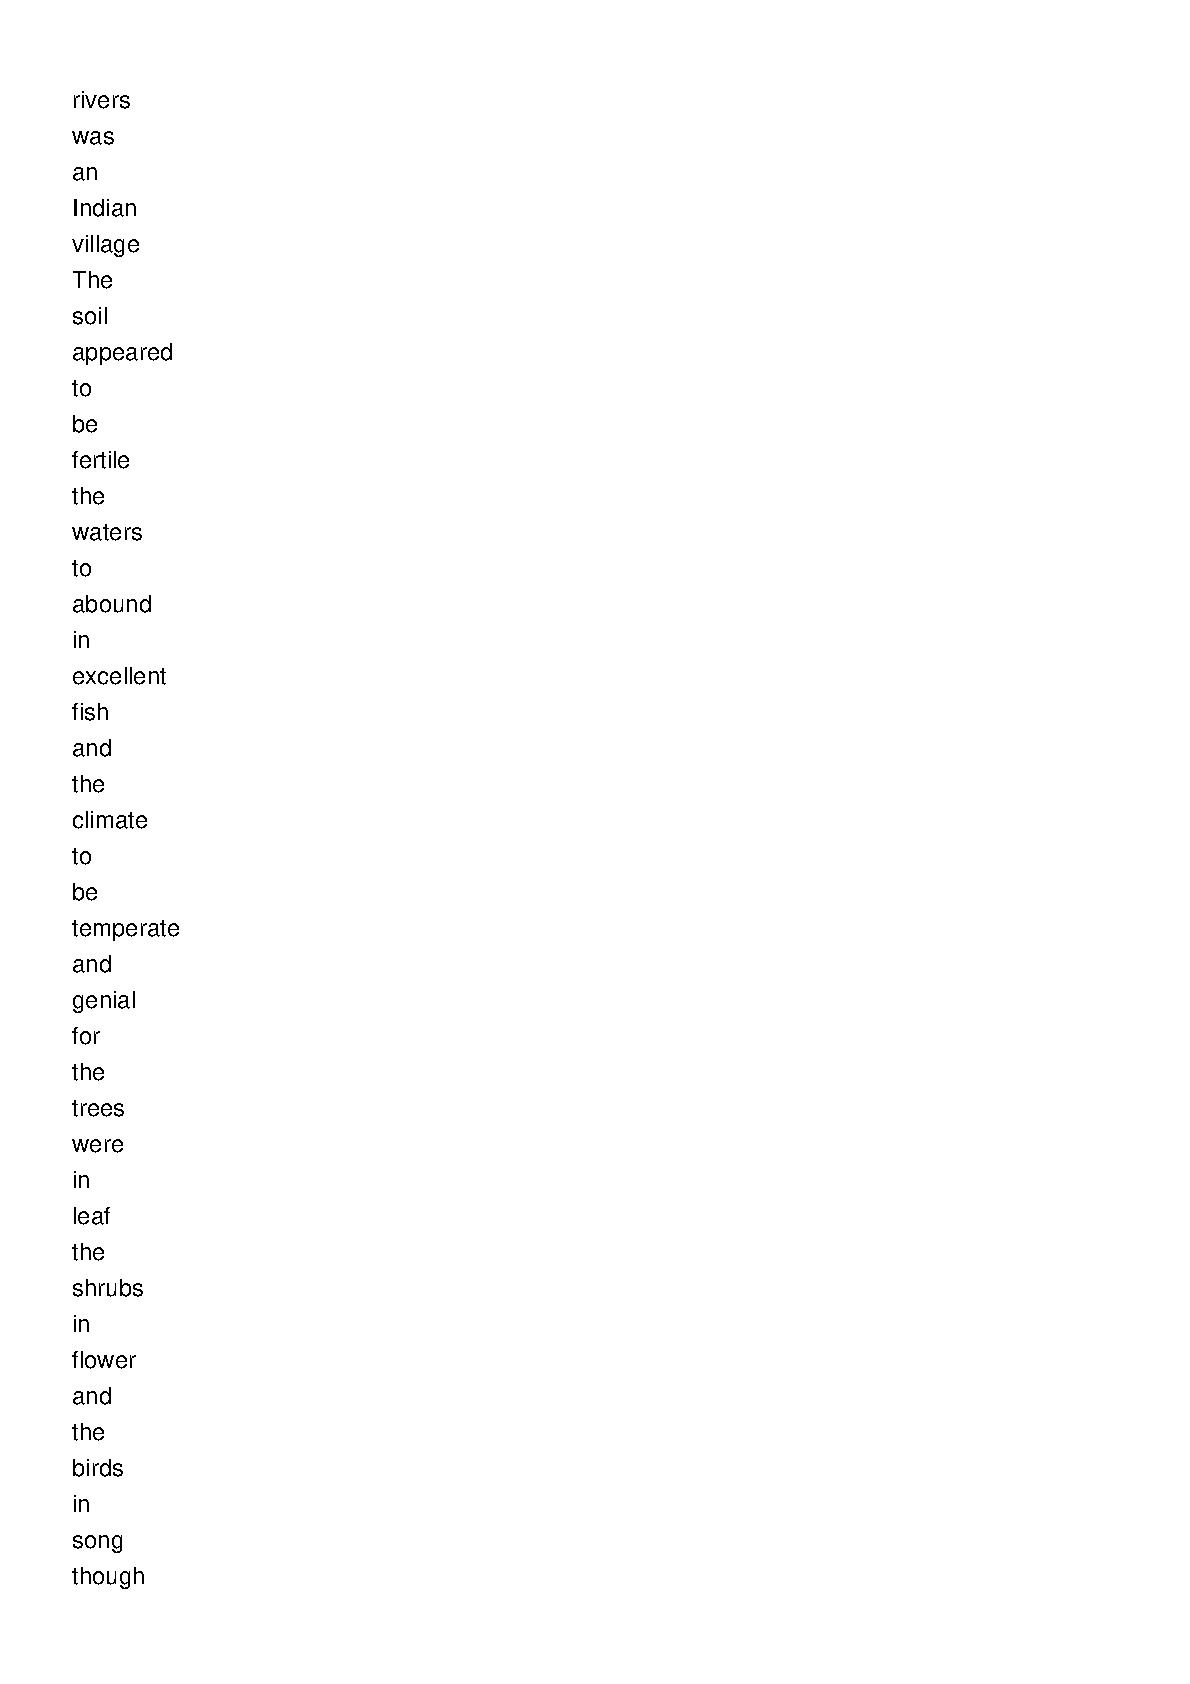 rivers
was
an
Indian
village
The
soil
appeared
to
be
fertile
the
waters
to
abound
in
excellent
fish
and
the
climate
to
be
temperate
and
genial
for
the
trees
were
in
leaf
the
shrubs
in
flower
and
the
birds
in
song
though